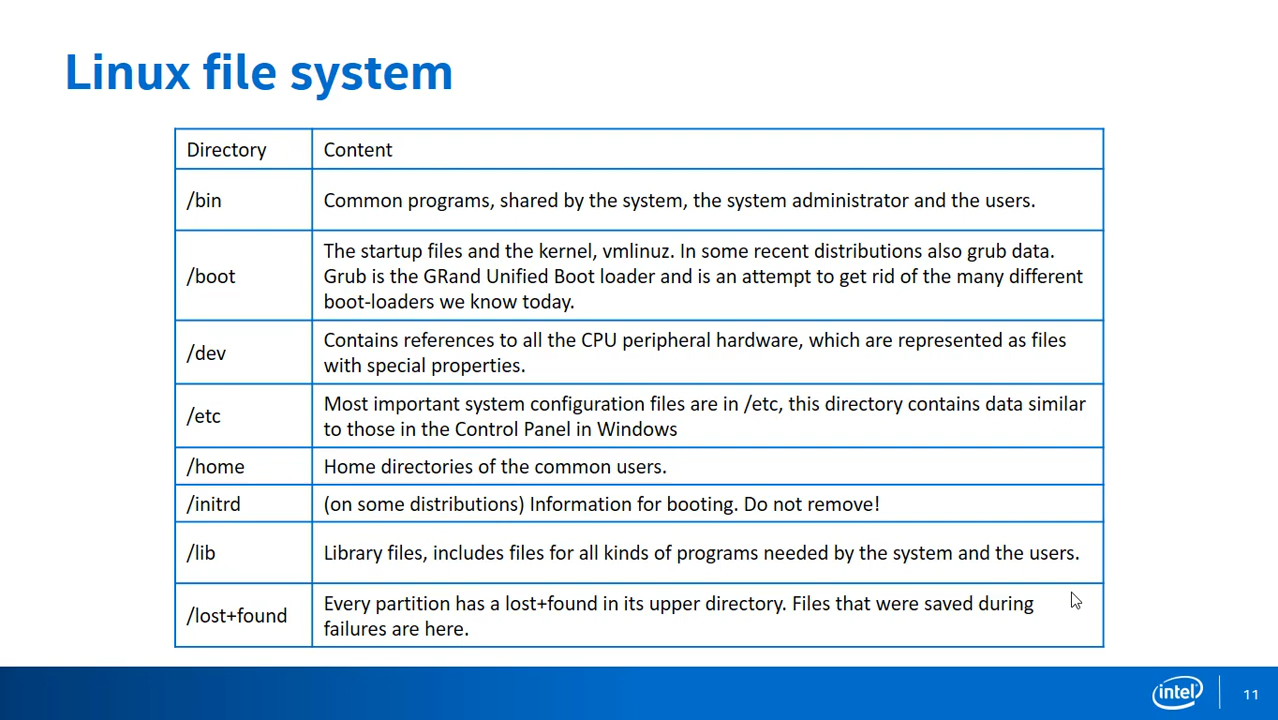 Linux file system
Directory Content
/bin Common programs, shared by the system, the system administrator and the users.
/boot The startup files and the kernel, vmlinuz. In some recent distributions also grub data.
Grub is the GRand Unified Boot loader and is an attempt to get rid of the many different
boot-loaders we know today.
/dev Contains references to all the CPU peripheral hardware, which are represented as files
with special properties.
/etc Most important system configuration files are in /etc, this directory contains data similar
to those in the Control Panel in Windows
/home Home directories of the common users.
/initrd (on some distributions) Information for booting. Do not remove!
/lib Library files, includes files for all kinds of programs needed by the system and the users.
/lost+found Every partition has a lost+found in its upper directory. Files that were saved during
failures are here.
intel 11